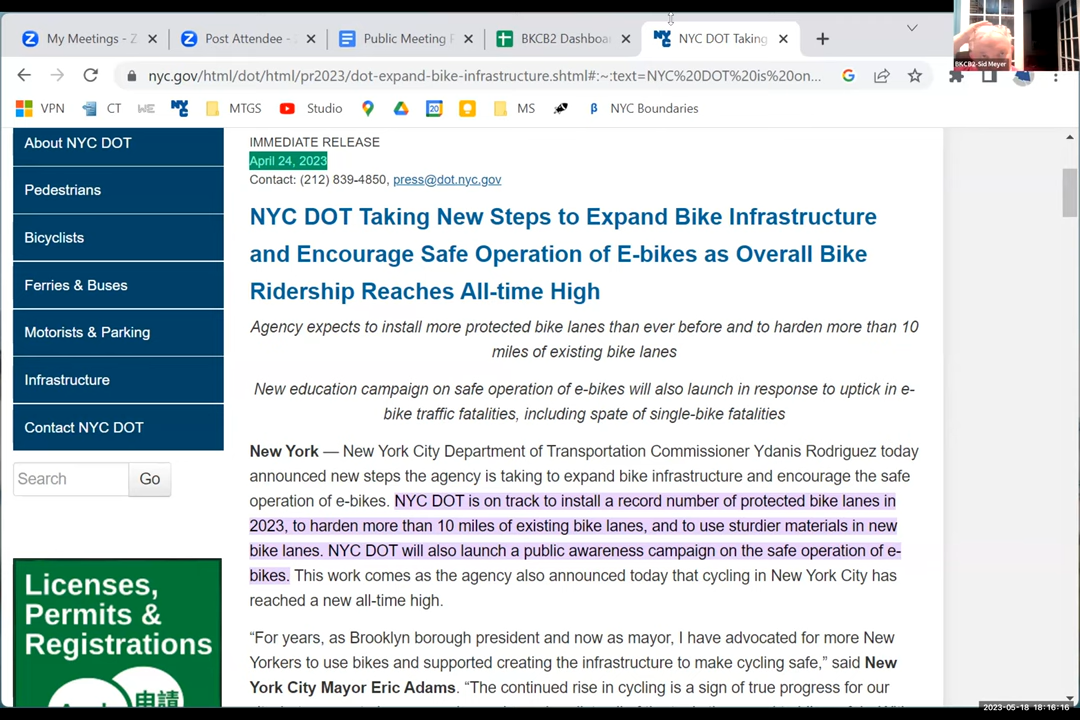 My Meetings - Z
Post Attendee -
Public Meeting F
BKCB2 Dashboa
NYC DOT Taking
nyc.gov/html/dot/html/pr2023/dot-expand-bike-infrastructure.shtml#:~:text=NYC%20DOT%20is%20on...
BKCB2-Sid Meyer
VPN
CT
WE
NYC
MTGS
Studio
20
MS
β NYC Boundaries
About NYC DOT
Pedestrians
Bicyclists
Ferries & Buses
Motorists & Parking
Infrastructure
Contact NYC DOT
Search
Go
Licenses,
Permits &
Registrations
申請
IMMEDIATE RELEASE
April 24, 2023
Contact: (212) 839-4850, press@dot.nyc.gov
NYC DOT Taking New Steps to Expand Bike Infrastructure
and Encourage Safe Operation of E-bikes as Overall Bike
Ridership Reaches All-time High
Agency expects to install more protected bike lanes than ever before and to harden more than 10
miles of existing bike lanes
New education campaign on safe operation of e-bikes will also launch in response to uptick in e-
bike traffic fatalities, including spate of single-bike fatalities
New York — New York City Department of Transportation Commissioner Ydanis Rodriguez today
announced new steps the agency is taking to expand bike infrastructure and encourage the safe
operation of e-bikes. NYC DOT is on track to install a record number of protected bike lanes in
2023, to harden more than 10 miles of existing bike lanes, and to use sturdier materials in new
bike lanes. NYC DOT will also launch a public awareness campaign on the safe operation of e-
bikes. This work comes as the agency also announced today that cycling in New York City has
reached a new all-time high.
“For years, as Brooklyn borough president and now as mayor, I have advocated for more New
Yorkers to use bikes and supported creating the infrastructure to make cycling safe,” said New
York City Mayor Eric Adams. “The continued rise in cycling is a sign of true progress for our
2023-05-18 18:16:16